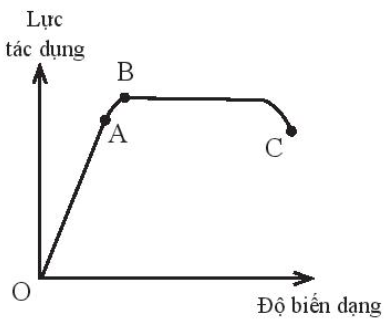 Lực
tác dụng
B
A
C
O
Độ biến dạng